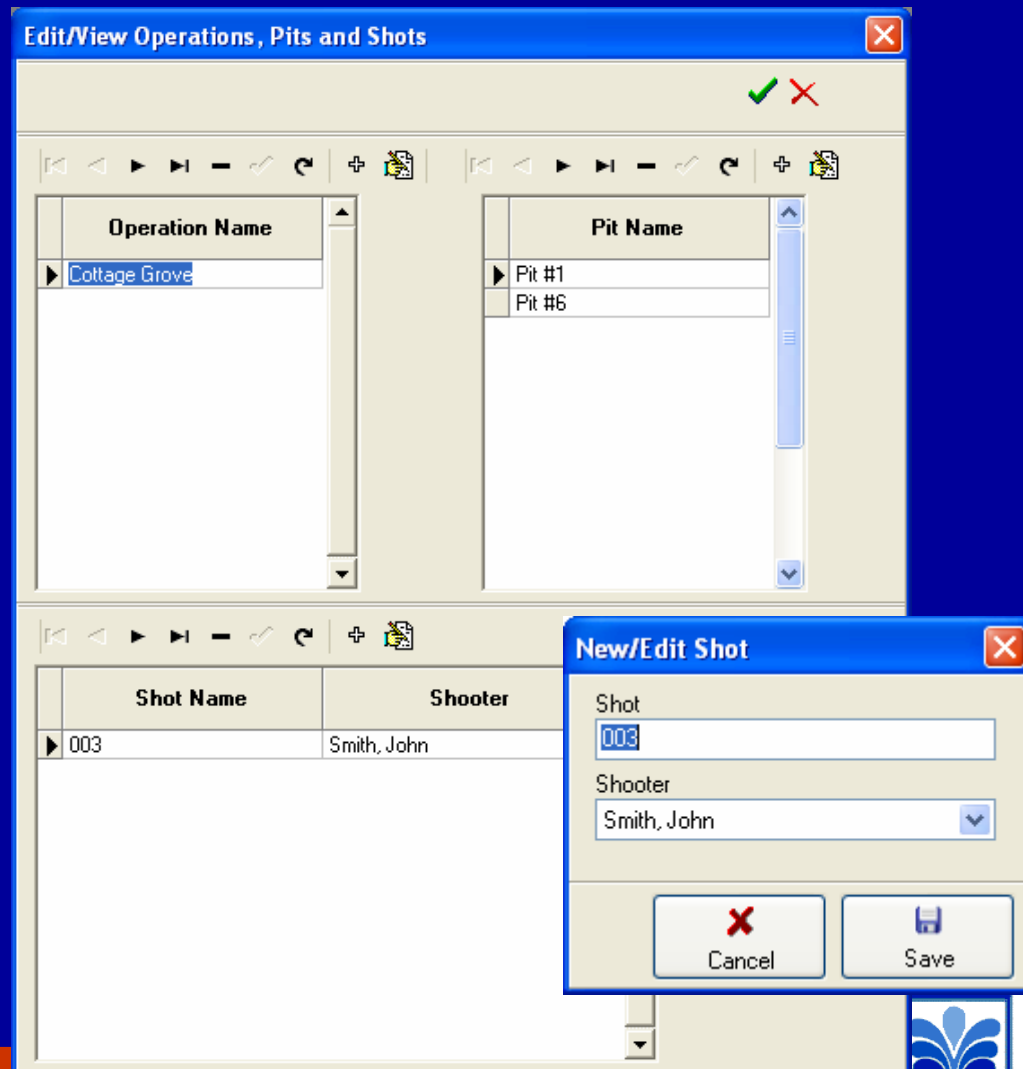 Edit/View Operations, Pits and Shots
Operation Name
Cottage Grove
Pit Name
Pit #1
Pit #6
Shot Name Shooter
003 Smith, John
New/Edit Shot
Shot
003
Shooter
Smith, John
Cancel Save